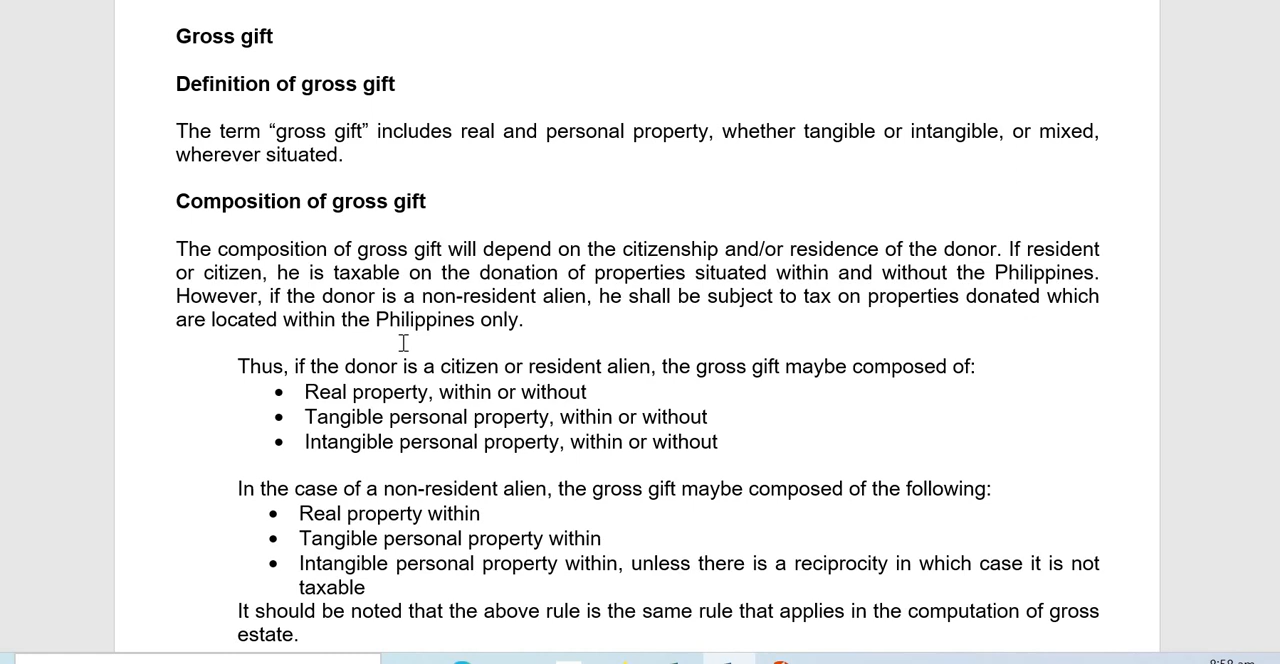 Gross gift
Definition of gross gift
The term “gross gift” includes real and personal property, whether tangible or intangible, or mixed,
wherever situated.
Composition of gross gift
The composition of gross gift will depend on the citizenship and/or residence of the donor. If resident
or citizen, he is taxable on the donation of properties situated within and without the Philippines.
However, if the donor is a non-resident alien, he shall be subject to tax on properties donated which
are located within the Philippines only.
Thus, if the donor is a citizen or resident alien, the gross gift maybe composed of:
• Real property, within or without
• Tangible personal property, within or without
• Intangible personal property, within or without
In the case of a non-resident alien, the gross gift maybe composed of the following:
• Real property within
• Tangible personal property within
• Intangible personal property within, unless there is a reciprocity in which case it is not
taxable
It should be noted that the above rule is the same rule that applies in the computation of gross
estate.